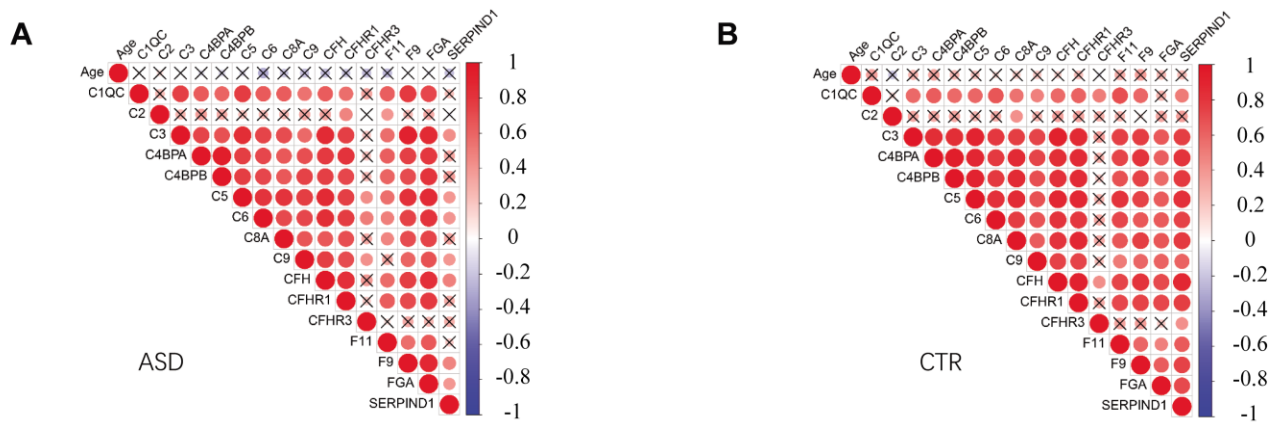 A
Age C1QC C2 C3 C4BPA C4BPB C5 C6 C8A C9 CFH CFHR1 CFHR3 F11 F9 FGA SERPIND1
Age
C1QC
C2
C3
C4BPA
C4BPB
C5
C6
C8A
C9
CFH
CFHR1
CFHR3
F11
F9
FGA
SERPIND1
ASD
1
0.8
0.6
0.4
0.2
0
-0.2
-0.4
-0.6
-0.8
-1
B
Age C1QC C2 C3 C4BPA C4BPB C5 C6 C8A C9 CFH CFHR1 CFHR3 F11 F9 FGA SERPIND1
Age
C1QC
C2
C3
C4BPA
C4BPB
C5
C6
C8A
C9
CFH
CFHR1
CFHR3
F11
F9
FGA
SERPIND1
CTR
1
0.8
0.6
0.4
0.2
0
-0.2
-0.4
-0.6
-0.8
-1